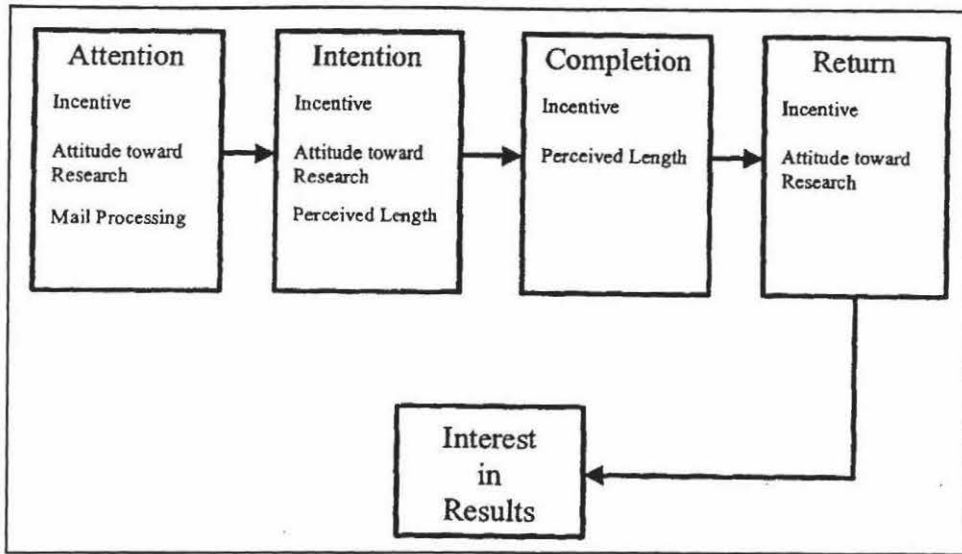 Attention
Incentive
Attitude toward
Research
Mail Processing
Intention
Incentive
Attitude toward
Research
Perceived Length
Completion
Incentive
Perceived Length
Return
Incentive
Attitude toward
Research
Interest
in
Results